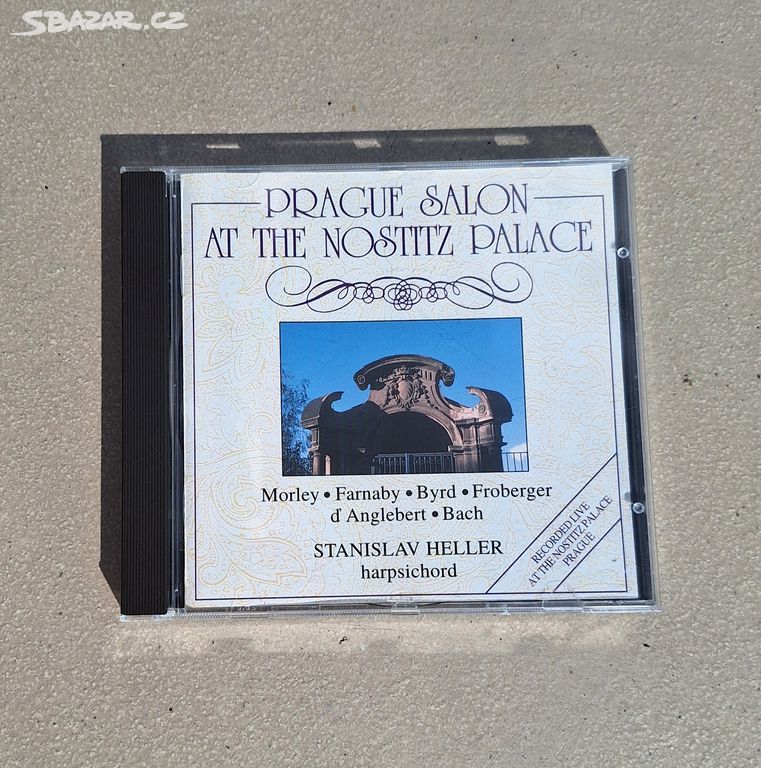 SBAZAR.CZ
PRAGUE SALON
AT THE NOSTITZ PALACE
Morley • Farnaby • Byrd • Froberger
d'Anglebert • Bach
STANISLAV HELLER
harpsichord
RECORDED LIVE
AT THE NOSTITZ PALACE
PRAGUE